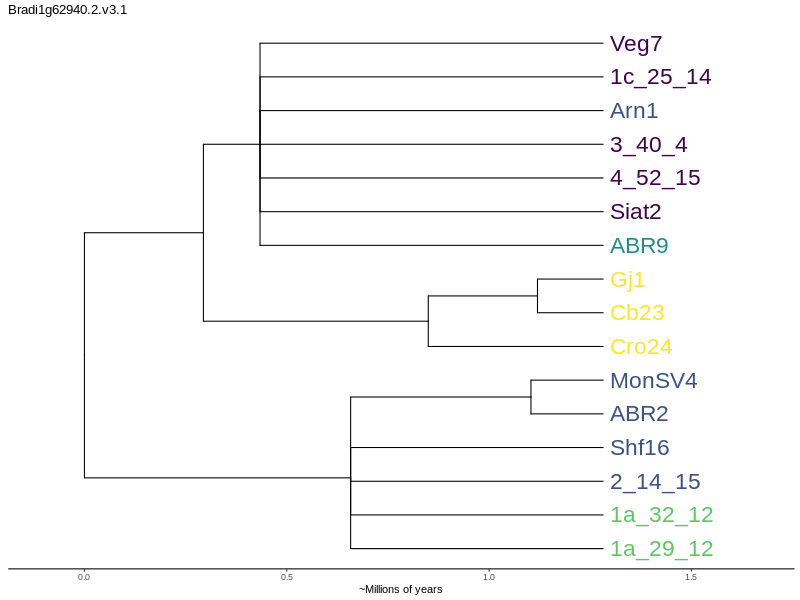 Bradi1g62940.2.v3.1
Veg7
1c_25_14
Arn1
3_40_4
4_52_15
Siat2
ABR9
Gj1
Cb23
Cro24
MonSV4
ABR2
Shf16
2_14_15
1a_32_12
1a_29_12
0.0 0.5 1.0 1.5
~Millions of years